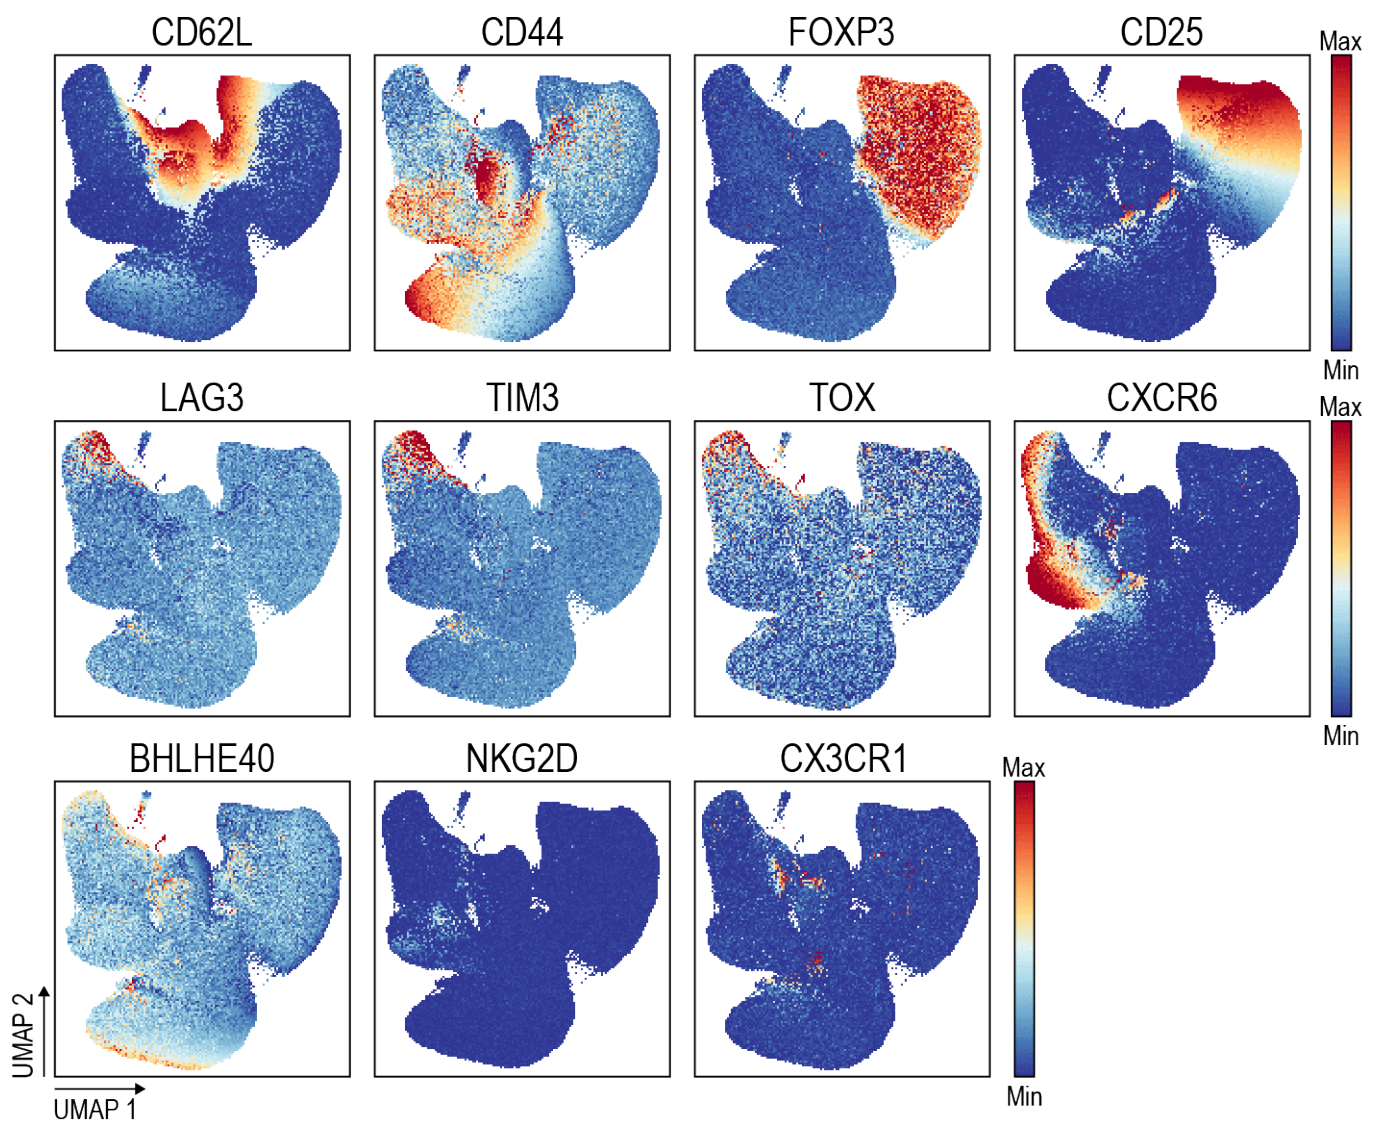 CD62L
CD44
FOXP3
CD25
Max
Min
LAG3
TIM3
TOX
CXCR6
Max
Min
BHLHE40
NKG2D
CX3CR1
Max
Min
UMAP 2
UMAP 1